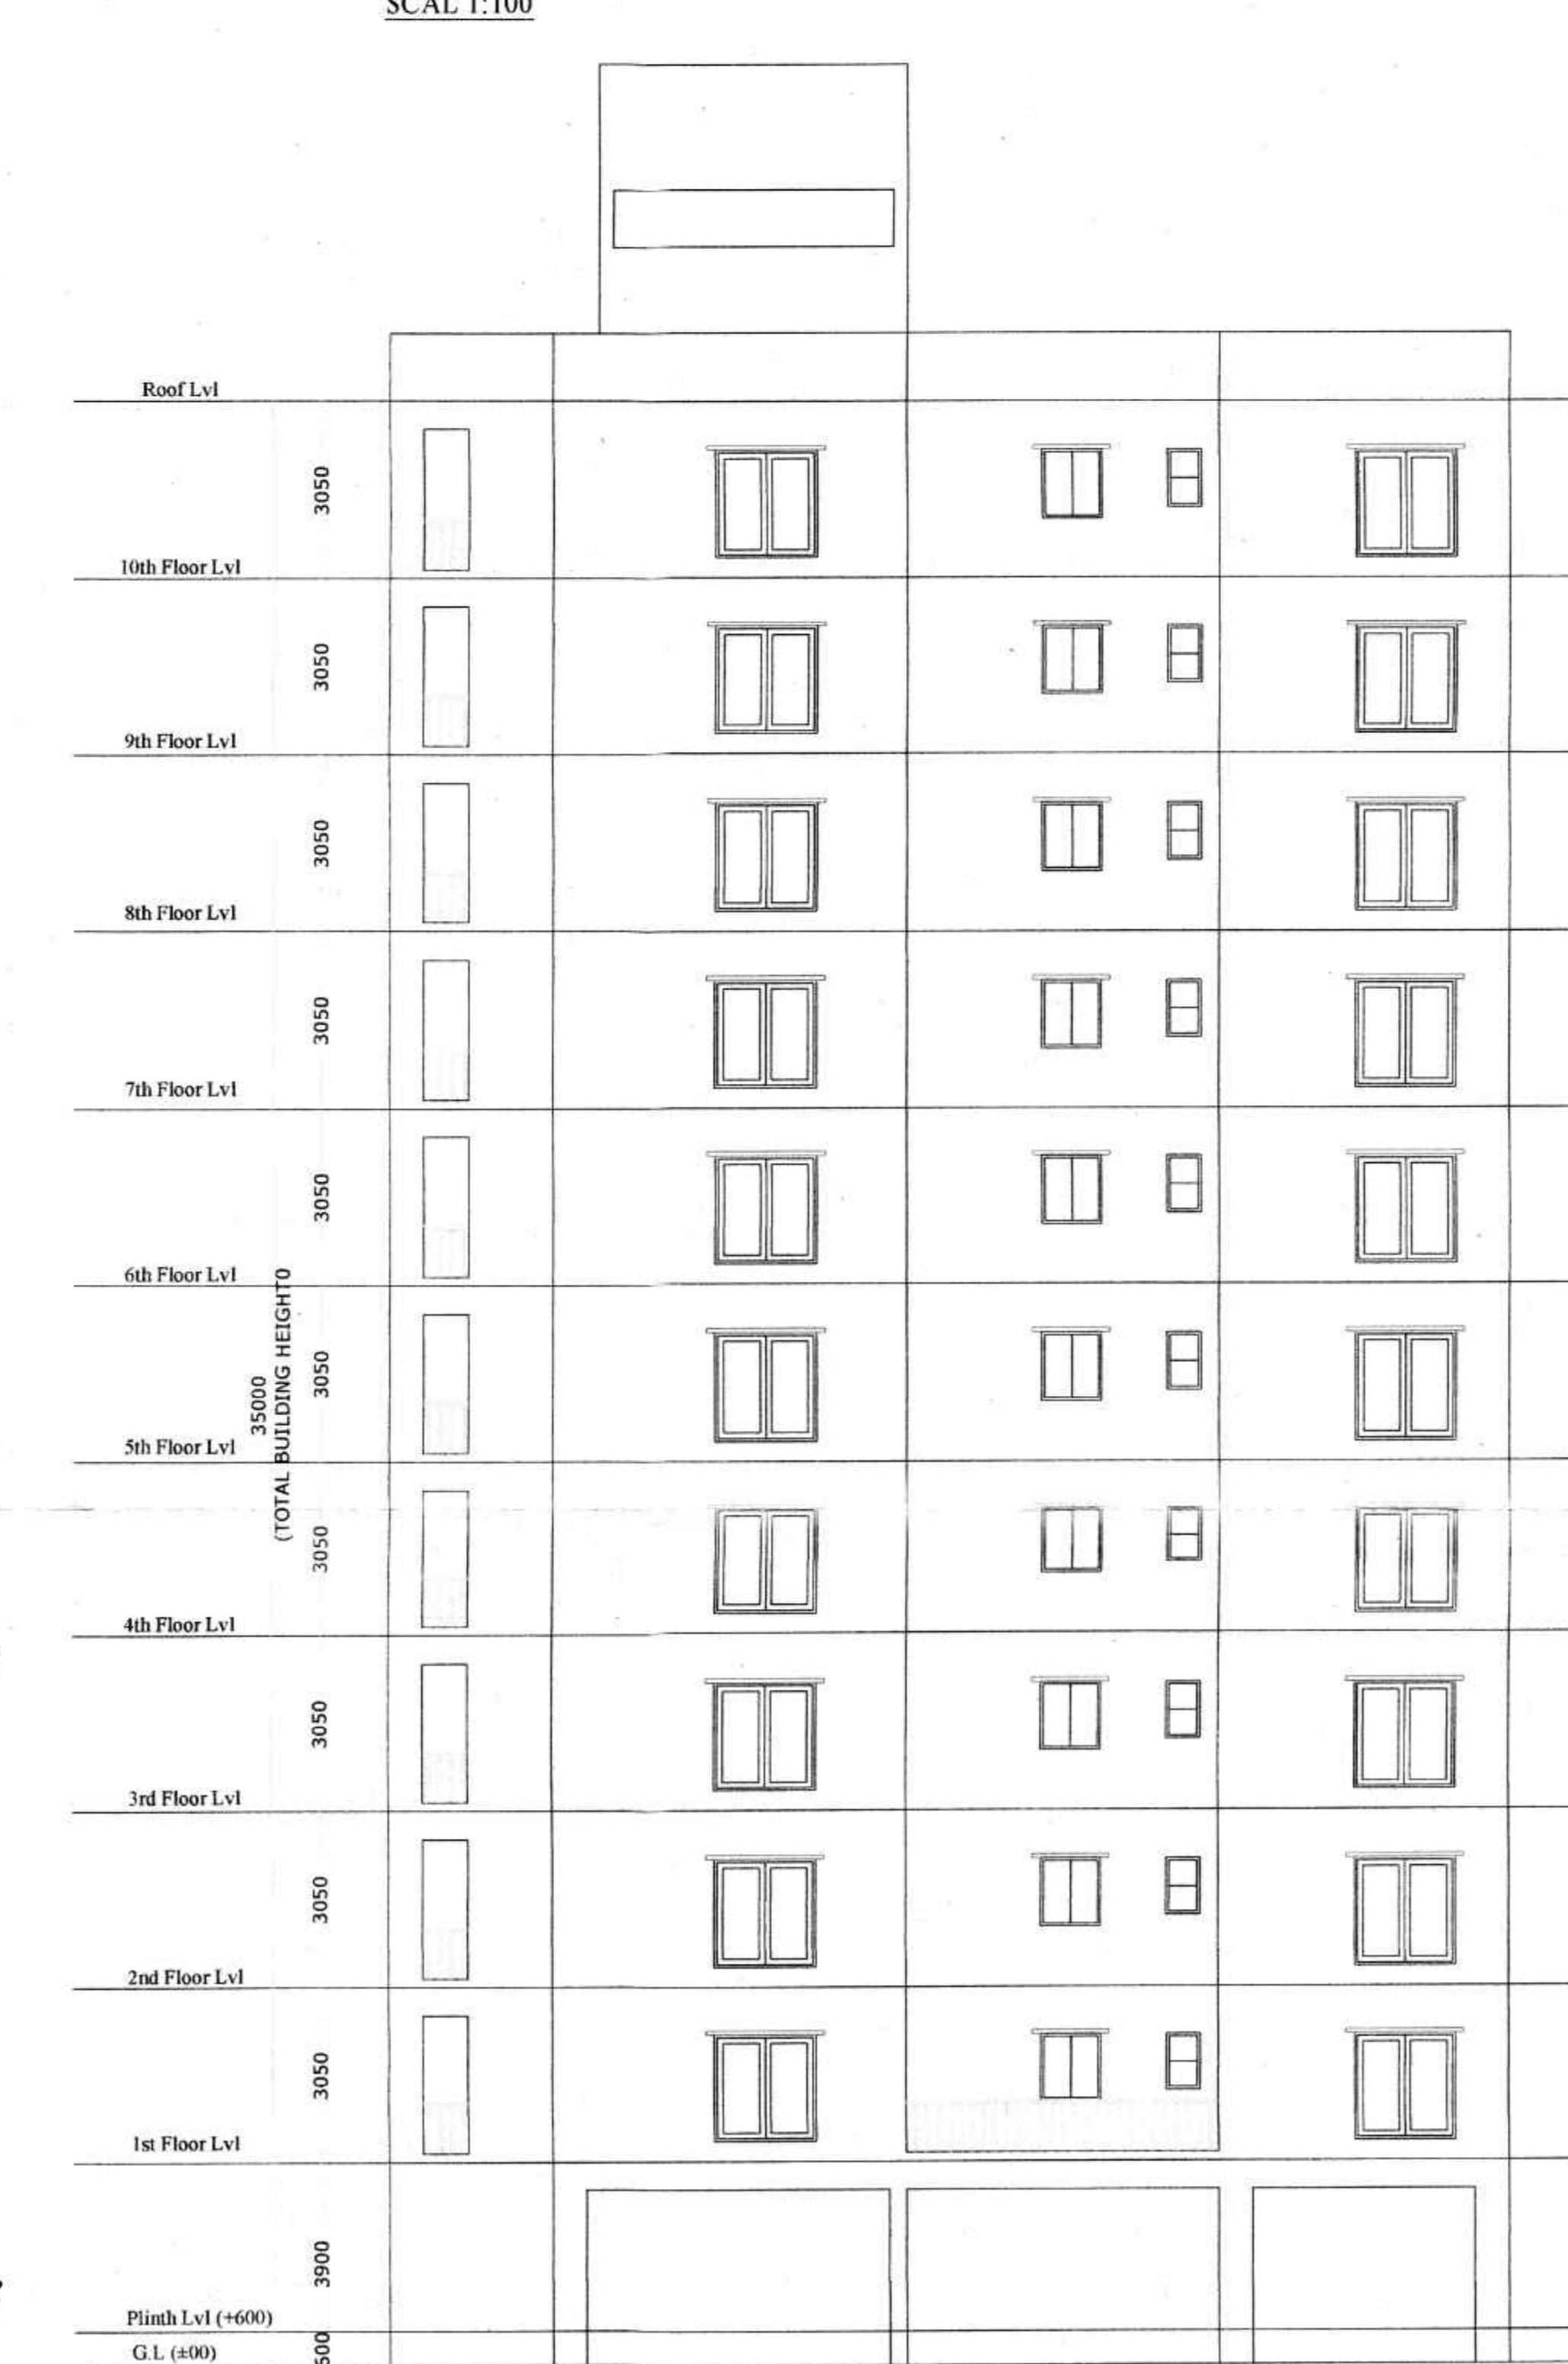 SCAL 1:100
Roof Lvl
3050
10th Floor Lvl
3050
9th Floor Lvl
3050
8th Floor Lvl
3050
7th Floor Lvl
3050
6th Floor Lvl
35000
(TOTAL BUILDING HEIGHT0
3050
5th Floor Lvl
3050
4th Floor Lvl
3050
3rd Floor Lvl
3050
2nd Floor Lvl
3050
1st Floor Lvl
3900
Plinth Lvl (+600)
G.L (±00)